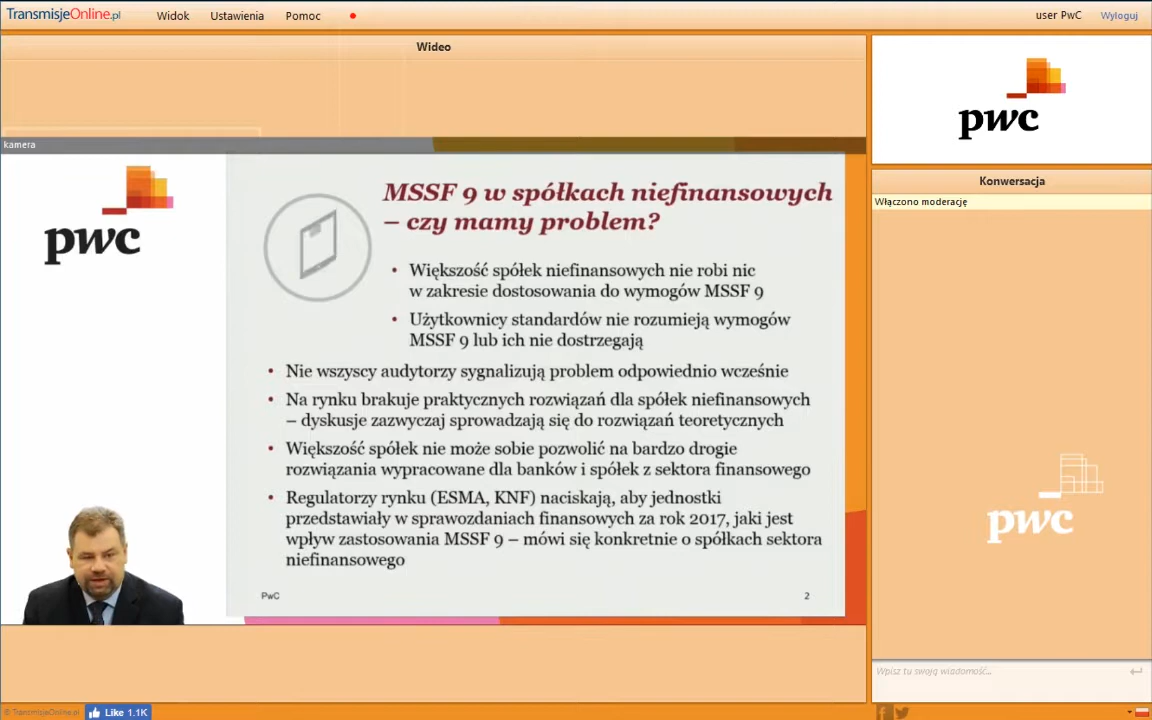 TransmisjeOnline.pl
Widok
Ustawienia
Pomoc
user PwC
Wyloguj
Wideo
kamera
pwc
MSSF 9 w spółkach niefinansowych
– czy mamy problem?
• Większość spółek niefinansowych nie robi nic
w zakresie dostosowania do wymogów MSSF 9
• Użytkownicy standardów nie rozumieją wymogów
MSSF 9 lub ich nie dostrzegają
• Nie wszyscy audytorzy sygnalizują problem odpowiednio wcześnie
• Na rynku brakuje praktycznych rozwiązań dla spółek niefinansowych
– dyskusje zazwyczaj sprowadzają się do rozwiązań teoretycznych
• Większość spółek nie może sobie pozwolić na bardzo drogie
rozwiązania wypracowane dla banków i spółek z sektora finansowego
• Regulatorzy rynku (ESMA, KNF) naciskają, aby jednostki
przedstawiały w sprawozdaniach finansowych za rok 2017, jaki jest
wpływ zastosowania MSSF 9 – mówi się konkretnie o spółkach sektora
niefinansowego
PwC
2
pwc
Konwersacja
Włączono moderację
pwc
Wpisz tu swoją wiadomość...
© TransmisjeOnline.pl
Like 1.1K